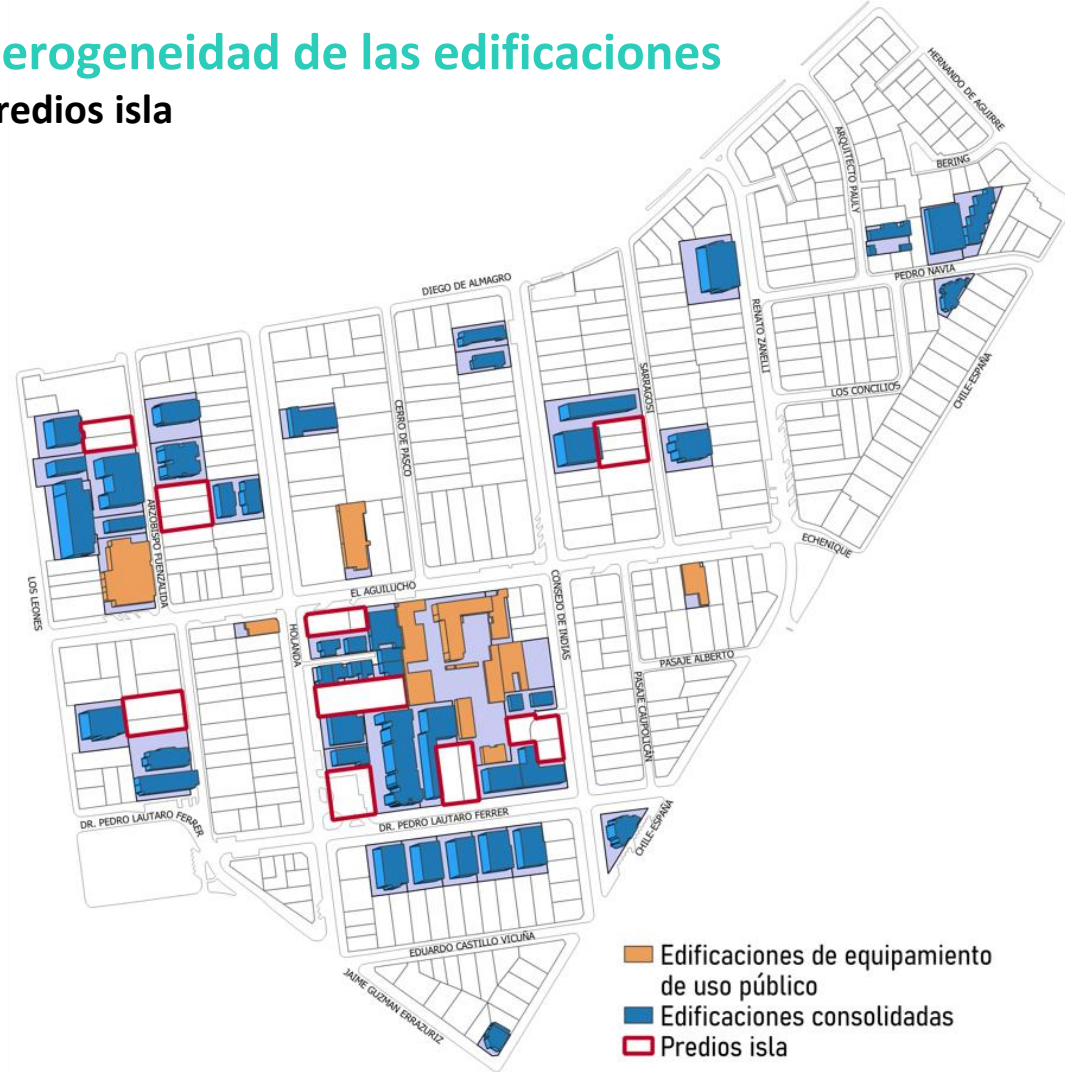 erogeneidad de las edificaciones
redios isla
HERNANDO DE AGUIRRE
BERING
ARQUITECTO PAULY
PEDRO NAVIA
DIEGO DE ALMAGRO
RENATO ZANELLI
SARRAGOSI
LOS CONCILIOS
CHILE-ESPAÑA
CERRO DE PASCO
ARZOBISPO FUENZALIDA
ECHENIQUE
LOS LEONES
EL AGUILUCHO
CONSEJO DE INDIAS
HOLANDA
PASAJE ALBERTO
PASAJE CAUPOLICÁN
DR. PEDRO LAUTARO FERRER
DR. PEDRO LAUTARO FERRER
CHILE-ESPAÑA
EDUARDO CASTILLO VICUÑA
JAIME GUZMAN ERRAZURIZ
Edificaciones de equipamiento
de uso público
Edificaciones consolidadas
Predios isla